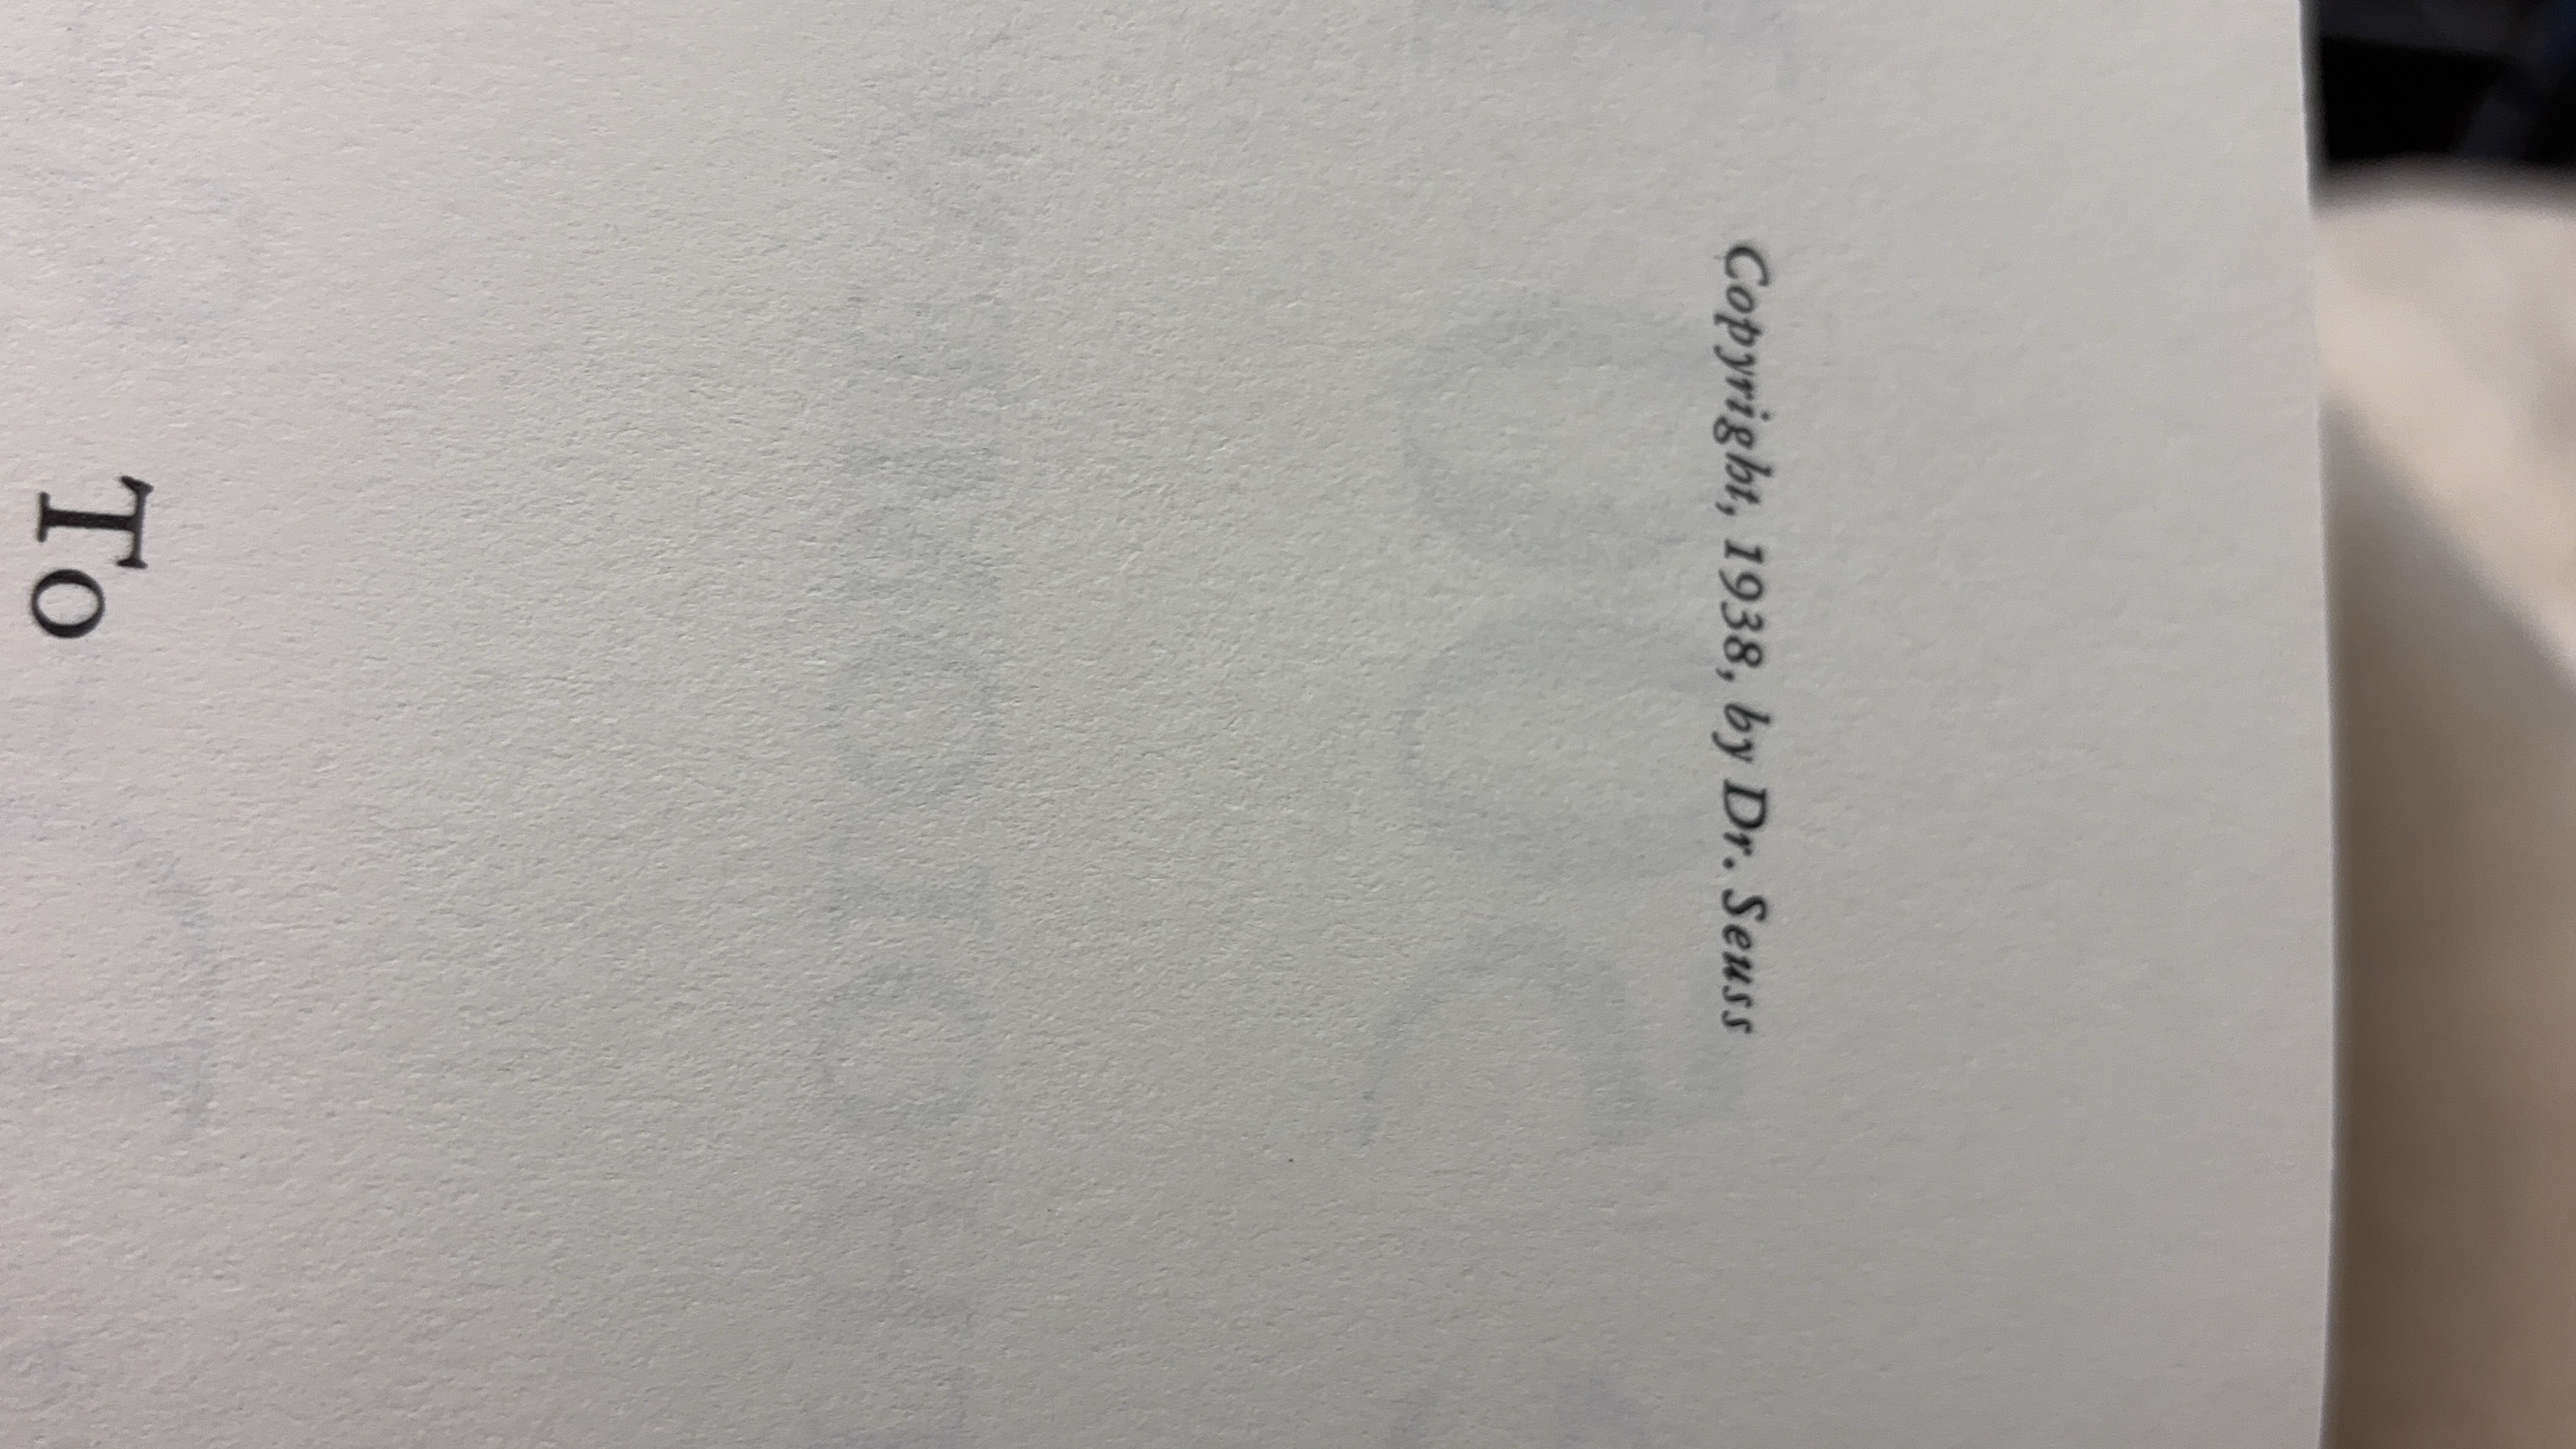 Copyright, 1938, by Dr. Seuss
To